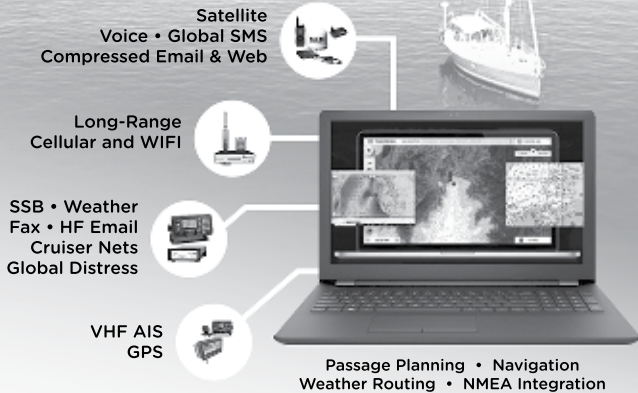 Satellite
Voice • Global SMS
Compressed Email & Web
Long-Range
Cellular and WIFI
SSB • Weather
Fax • HF Email
Cruiser Nets
Global Distress
VHF AIS
GPS
Passage Planning • Navigation
Weather Routing • NMEA Integration